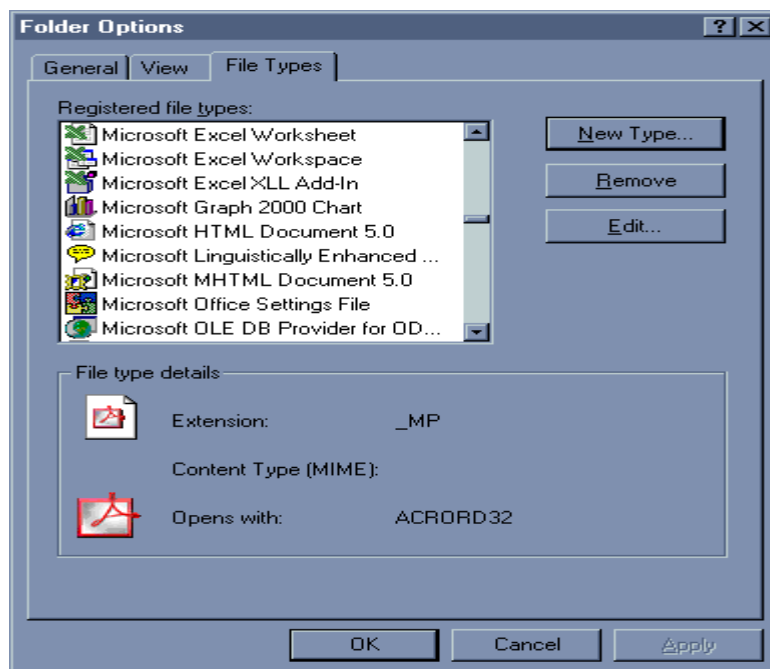 Folder Options
General View File Types
Registered file types:
Microsoft Excel Worksheet
Microsoft Excel Workspace
Microsoft Excel XLL Add-In
Microsoft Graph 2000 Chart
Microsoft HTML Document 5.0
Microsoft Linguistically Enhanced ...
Microsoft MHTML Document 5.0
Microsoft Office Settings File
Microsoft OLE DB Provider for OD...
New Type...
Remove
Edit...
File type details
Extension: _MP
Content Type (MIME):
Opens with: ACRORD32
OK Cancel Apply